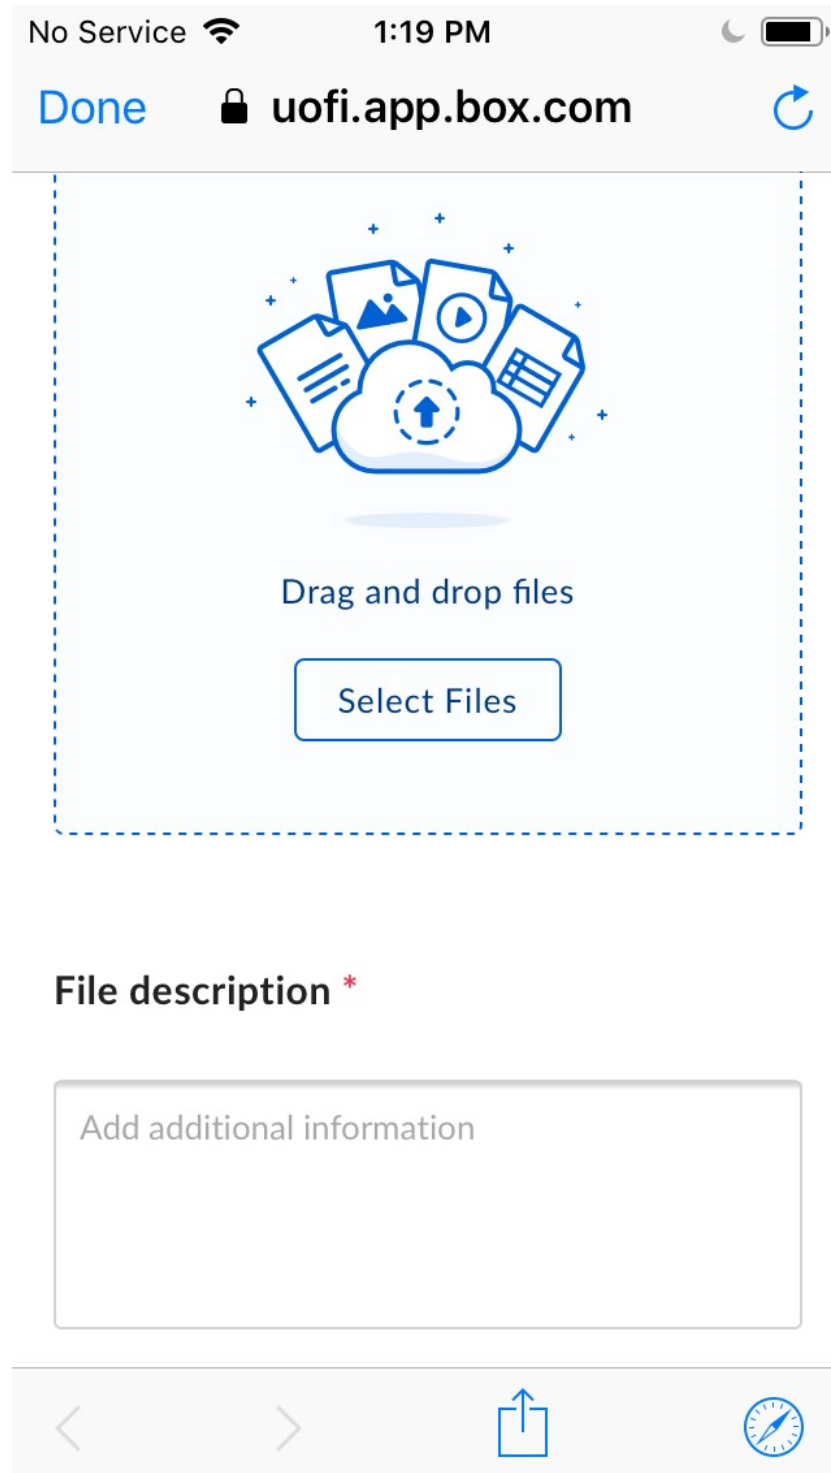 No Service 1:19 PM
Done uofi.app.box.com
Drag and drop files
Select Files
File description *
Add additional information